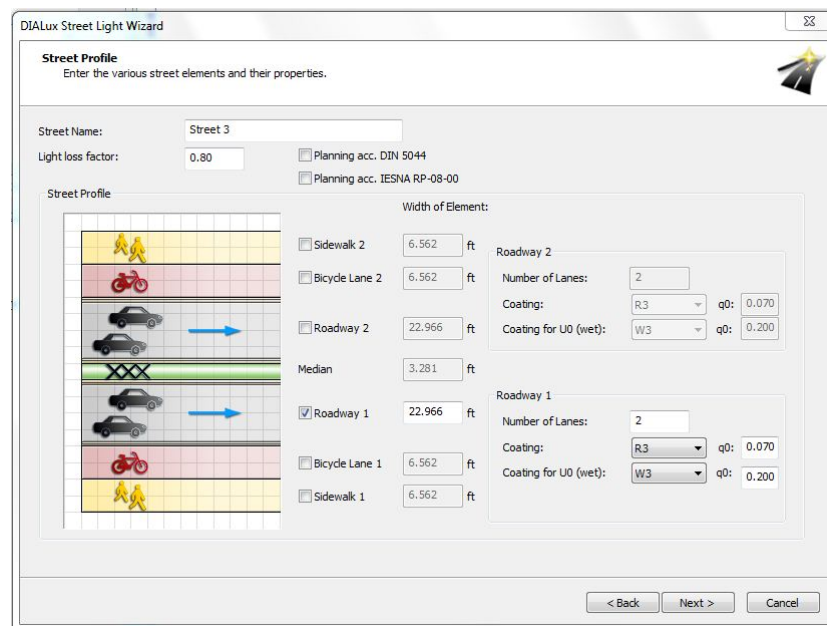 DIALux Street Light Wizard
Street Profile
Enter the various street elements and their properties.
Street Name: Street 3
Light loss factor: 0.80
Planning acc. DIN 5044
Planning acc. IESNA RP-08-00
Street Profile
Width of Element:
Sidewalk 2 6.562 ft
Bicycle Lane 2 6.562 ft
Roadway 2 22.966 ft
Median 3.281 ft
Roadway 1 22.966 ft
Bicycle Lane 1 6.562 ft
Sidewalk 1 6.562 ft
Roadway 2
Number of Lanes: 2
Coating: R3 q0: 0.070
Coating for U0 (wet): W3 q0: 0.200
Roadway 1
Number of Lanes: 2
Coating: R3 q0: 0.070
Coating for U0 (wet): W3 q0: 0.200
< Back Next > Cancel